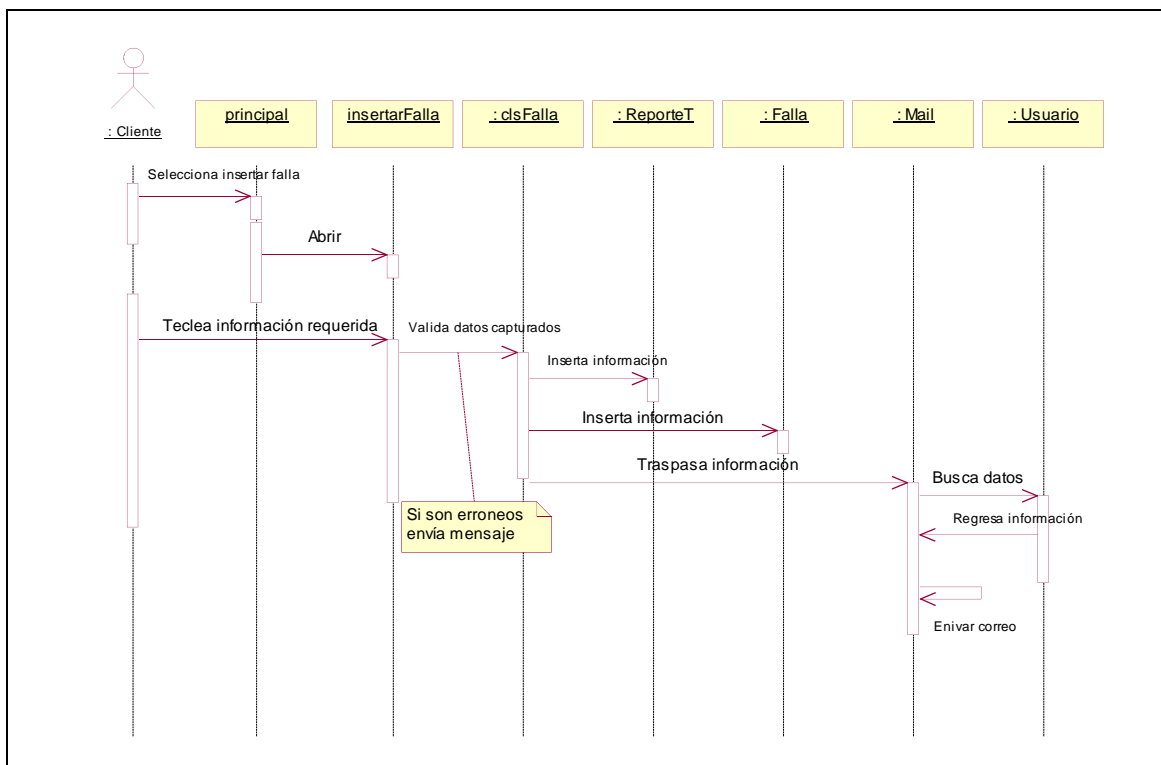 : Cliente
principal
insertarFalla
: clsFalla
: ReporteT
: Falla
: Mail
: Usuario
Selecciona insertar falla
Abrir
Teclea información requerida
Valida datos capturados
Inserta información
Inserta información
Traspasa información
Busca datos
Si son erroneos
envía mensaje
Regresa información
Enivar correo